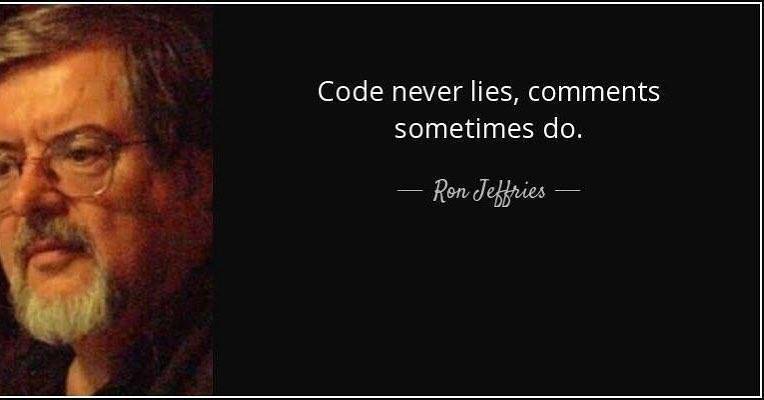 Code never lies, comments
sometimes do.
— Ron Jeffries —